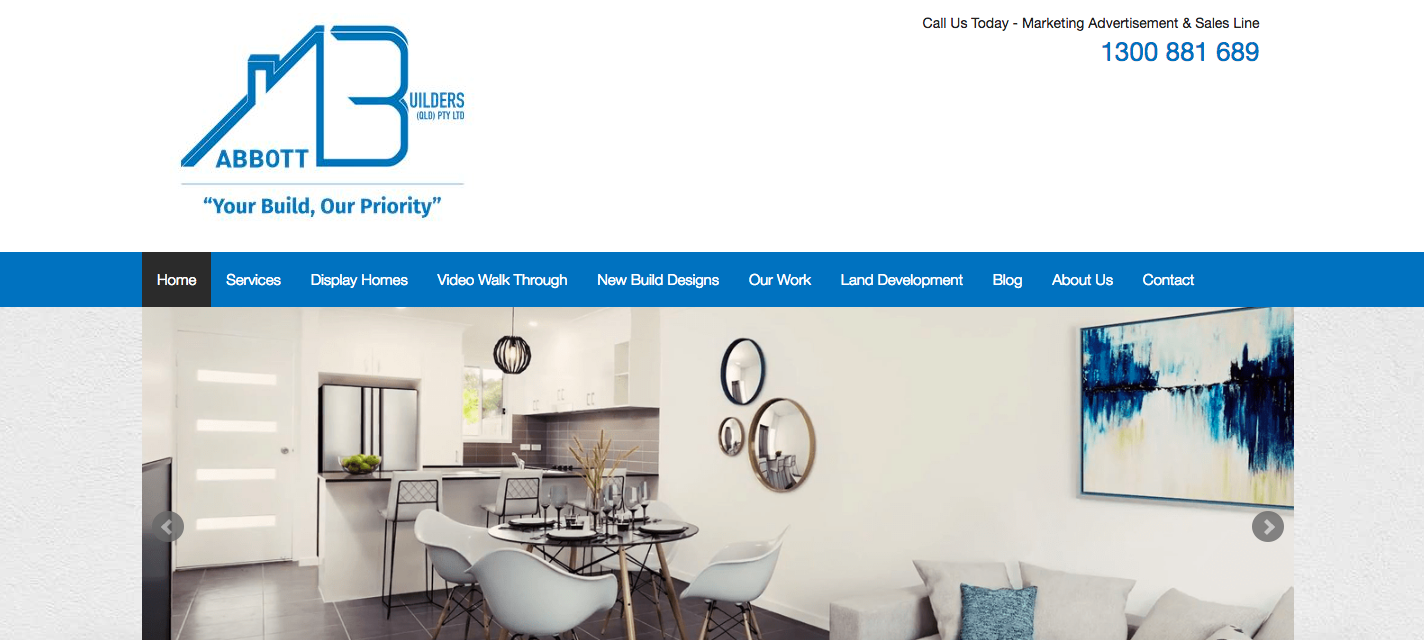 Call Us Today - Marketing Advertisement & Sales Line
1300 881 689
UILDERS
(QLD) PTY LTD
ABBOTT
“Your Build, Our Priority”
Home Services Display Homes Video Walk Through New Build Designs Our Work Land Development Blog About Us Contact